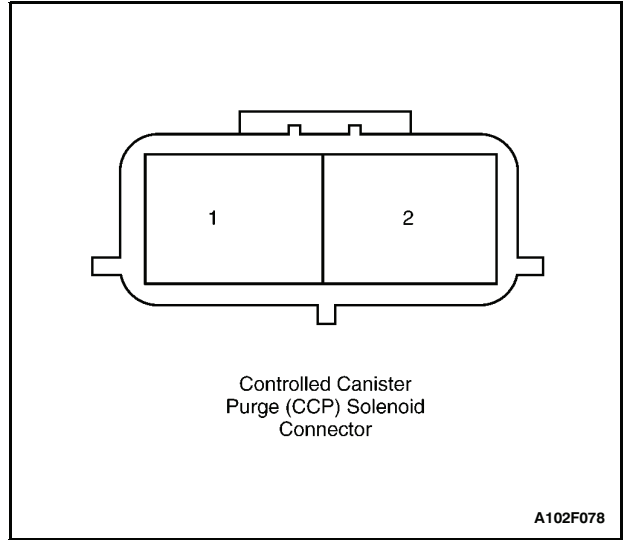 1 2
Controlled Canister
Purge (CCP) Solenoid
Connector
A102F078